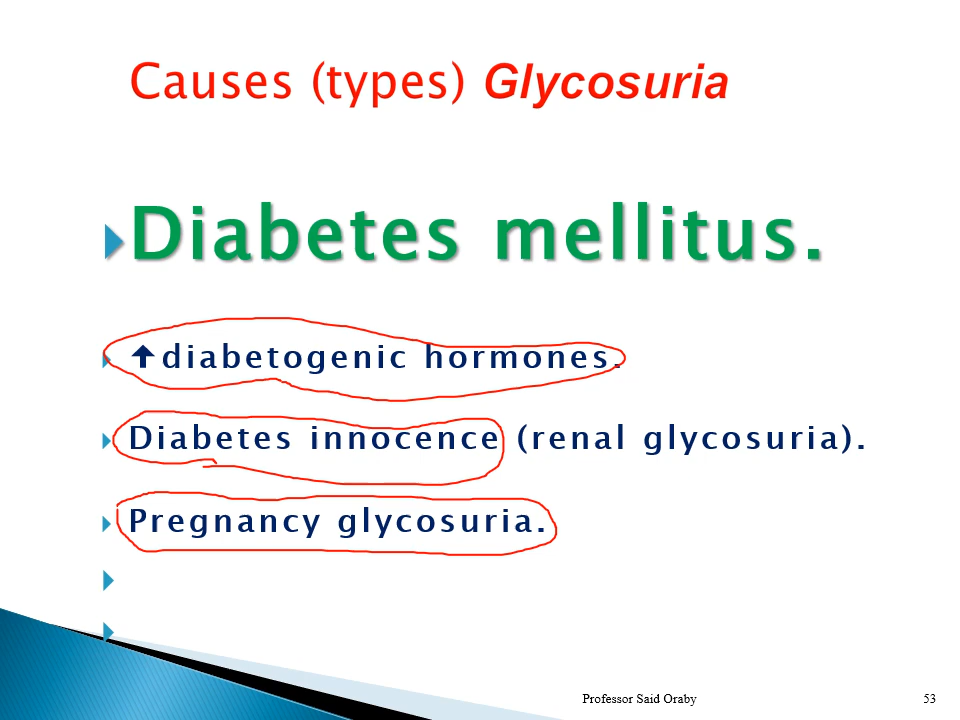 Causes (types) Glycosuria
Diabetes mellitus.
↑diabetogenic hormones.
Diabetes innocence (renal glycosuria).
Pregnancy glycosuria.
Professor Said Oraby 53